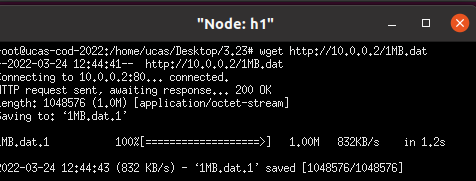 "Node: h1"
root@ucas-cod-2022:/home/ucas/Desktop/3.23# wget http://10.0.0.2/1MB.dat
--2022-03-24 12:44:41--  http://10.0.0.2/1MB.dat
Connecting to 10.0.0.2:80... connected.
HTTP request sent, awaiting response... 200 OK
Length: 1048576 (1.0M) [application/octet-stream]
Saving to: ‘1MB.dat.1’
1MB.dat.1           100%[===================>]   1.00M   832KB/s    in 1.2s
2022-03-24 12:44:43 (832 KB/s) - ‘1MB.dat.1’ saved [1048576/1048576]